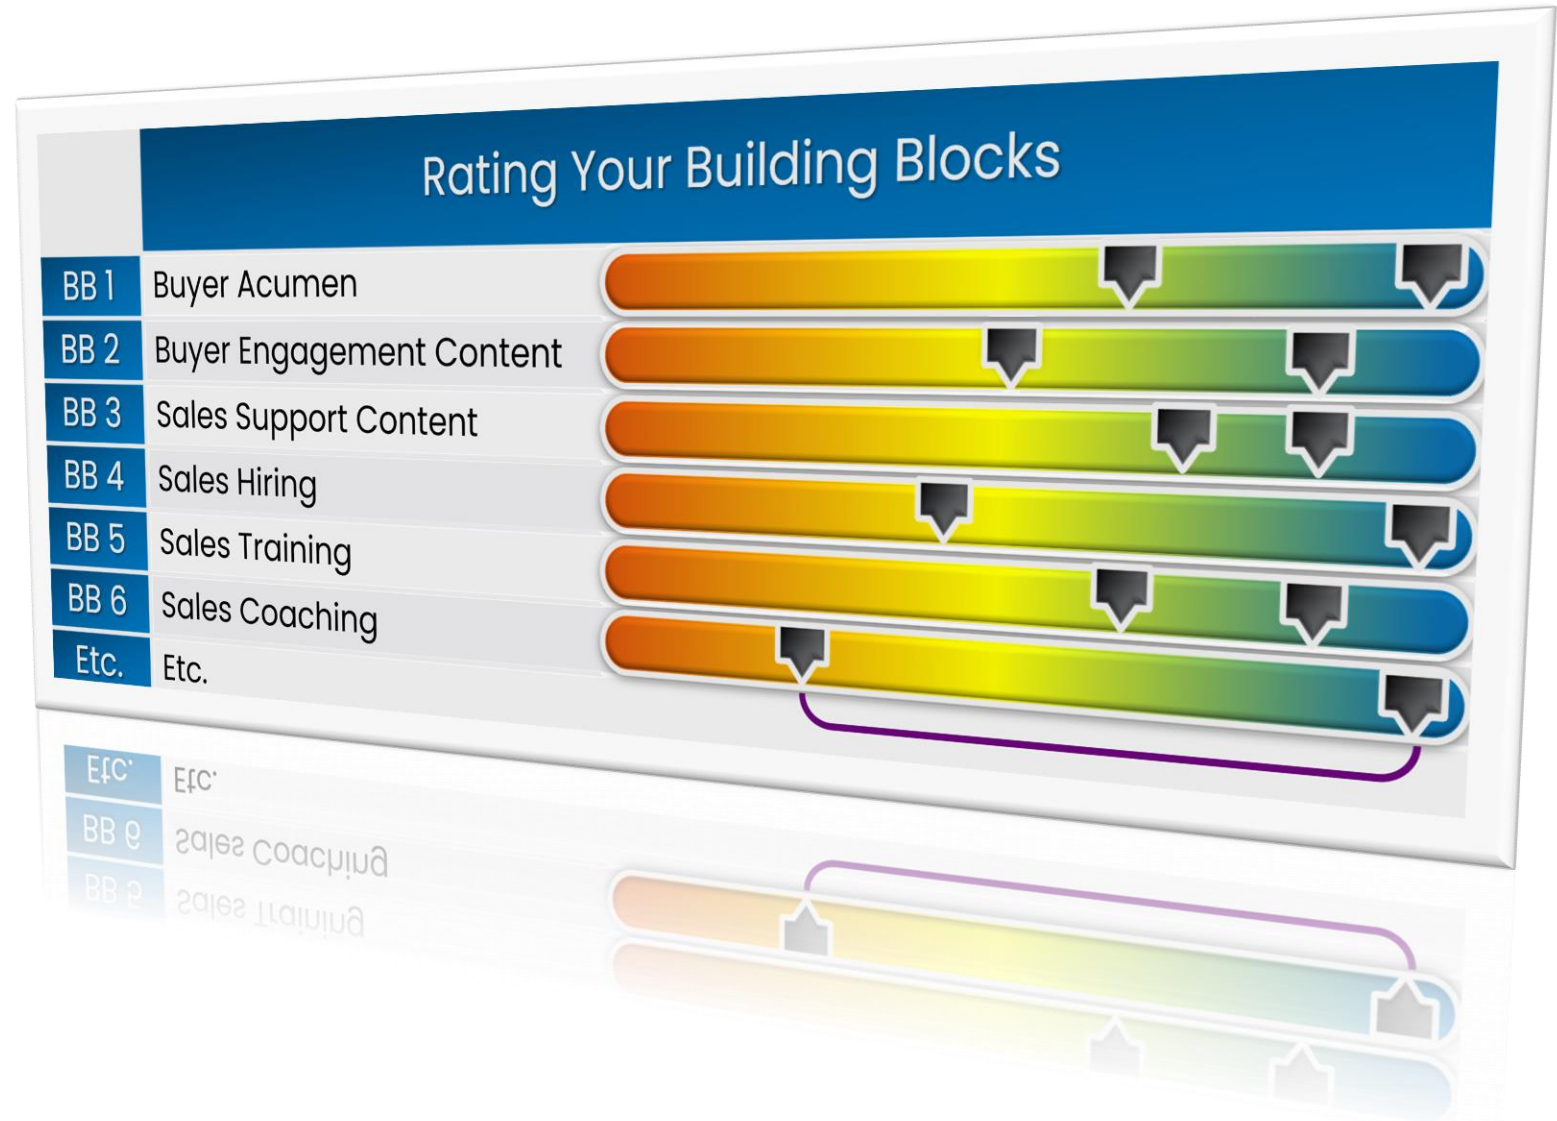 Rating Your Building Blocks
BB 1 Buyer Acumen
BB 2 Buyer Engagement Content
BB 3 Sales Support Content
BB 4 Sales Hiring
BB 5 Sales Training
BB 6 Sales Coaching
Etc. Etc.